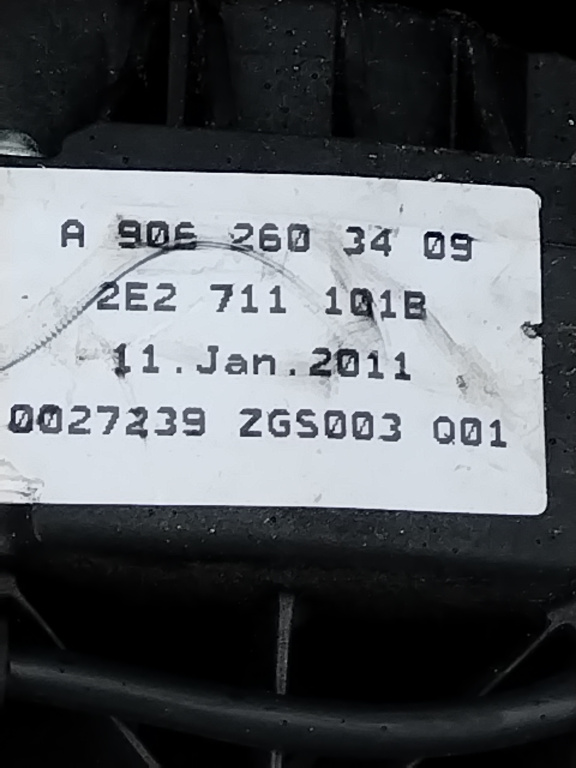 A 906 260 34 09
2E2 711 101B
11.Jan.2011
0027239 ZGS003 Q01